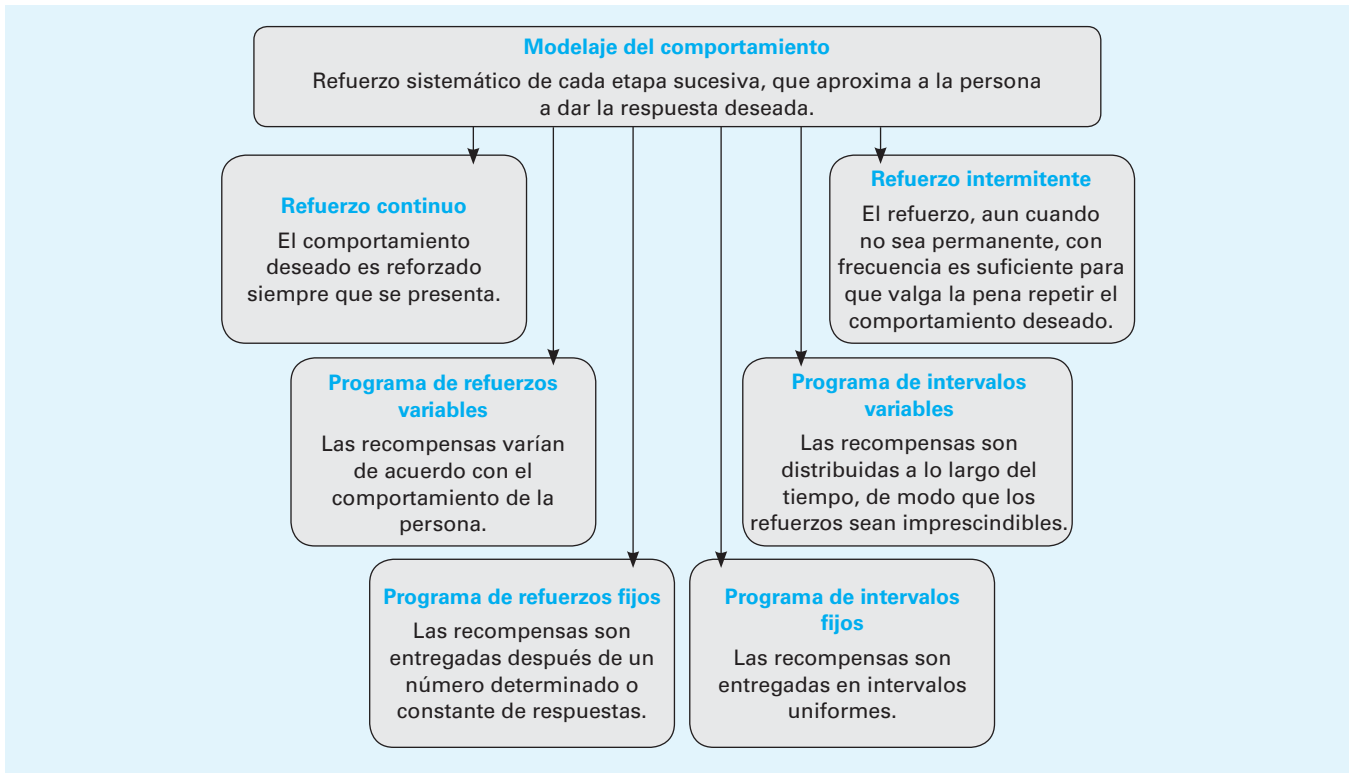 Modelaje del comportamiento
Refuerzo sistemático de cada etapa sucesiva, que aproxima a la persona
a dar la respuesta deseada.
Refuerzo continuo
El comportamiento
deseado es reforzado
siempre que se presenta.
Refuerzo intermitente
El refuerzo, aun cuando
no sea permanente, con
frecuencia es suficiente para
que valga la pena repetir el
comportamiento deseado.
Programa de refuerzos
variables
Las recompensas varían
de acuerdo con el
comportamiento de la
persona.
Programa de intervalos
variables
Las recompensas son
distribuidas a lo largo del
tiempo, de modo que los
refuerzos sean imprescindibles.
Programa de refuerzos fijos
Las recompensas son
entregadas después de un
número determinado o
constante de respuestas.
Programa de intervalos
fijos
Las recompensas son
entregadas en intervalos
uniformes.